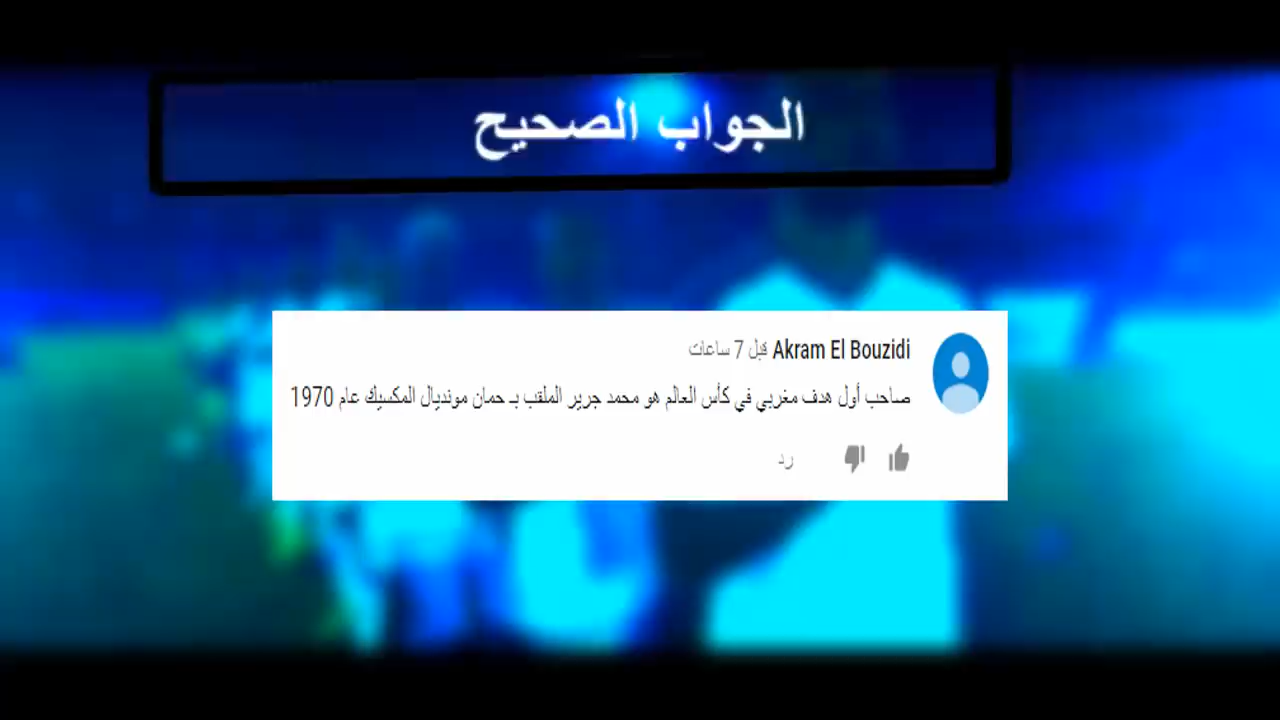 الجواب الصحيح
Akram El Bouzidi قبل 7 ساعات
صاحب أول هدف مغربي في كأس العالم هو محمد جرير الملقب بـ حمان مونديال المكسيك عام 1970
رد